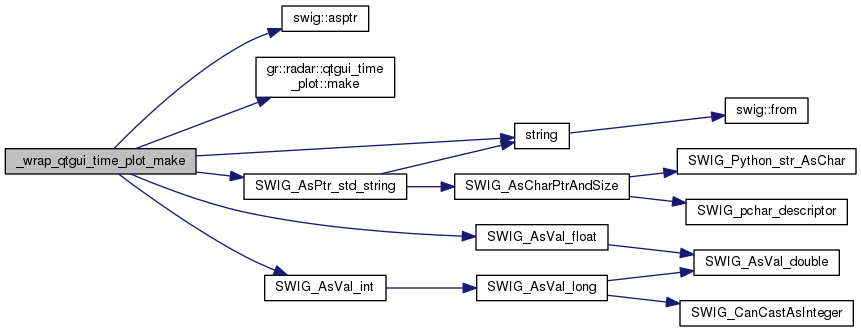 swig::asptr
gr::radar::qtgui_time
_plot::make
swig::from
string
_wrap_qtgui_time_plot_make
SWIG_Python_str_AsChar
SWIG_AsPtr_std_string
SWIG_AsCharPtrAndSize
SWIG_pchar_descriptor
SWIG_AsVal_float
SWIG_AsVal_double
SWIG_AsVal_int
SWIG_AsVal_long
SWIG_CanCastAsInteger